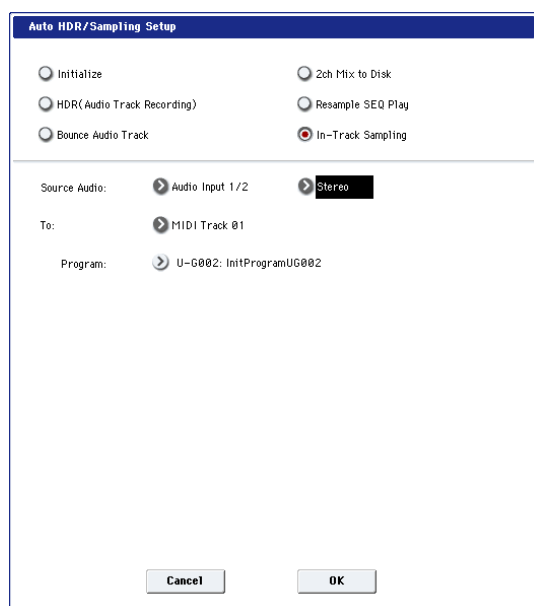 Auto HDR/Sampling Setup
Initialize
2ch Mix to Disk
HDR(Audio Track Recording)
Resample SEQ Play
Bounce Audio Track
In-Track Sampling
Source Audio: Audio Input 1/2 Stereo
To: MIDI Track 01
Program: U-G002: InitProgramUG002
Cancel OK